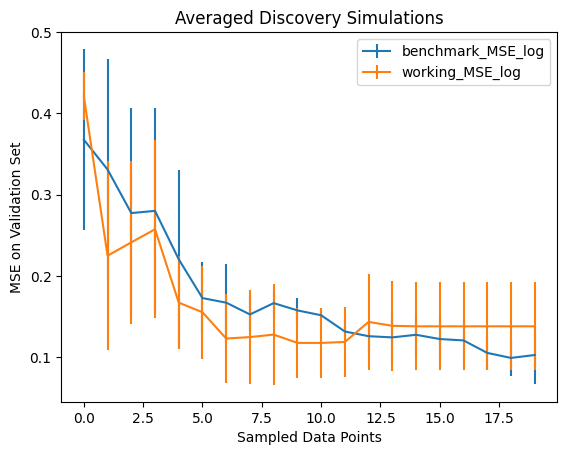 Averaged Discovery Simulations
benchmark_MSE_log
working_MSE_log
MSE on Validation Set
0.5
0.4
0.3
0.2
0.1
0.0 2.5 5.0 7.5 10.0 12.5 15.0 17.5
Sampled Data Points